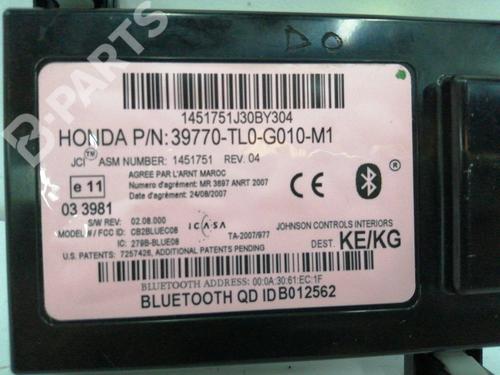 B-PARTS
DO
1451751J30BY304
HONDA P/N: 39770-TL0-G010-M1
JCI TM ASM NUMBER: 1451751 REV. 04
e 11
AGREE PAR L'ARNT MAROC
Numero d'agrément: MR 3697 ANRT 2007
Date d'agrément: 24/08/2007
CE
03 3981
S/W REV: 02.08.000
MODEL # / FCC ID: CB2BLUEC08
IC: 279B-BLUE08
ICASA
TA-2007/977
JOHNSON CONTROLS INTERIORS
DEST. KE/KG
U.S. PATENTS: 7257426, ADDITIONAL PATENTS PENDING
BLUETOOTH ADDRESS: 00:0A:30:61:EC:1F
BLUETOOTH QD ID B012562